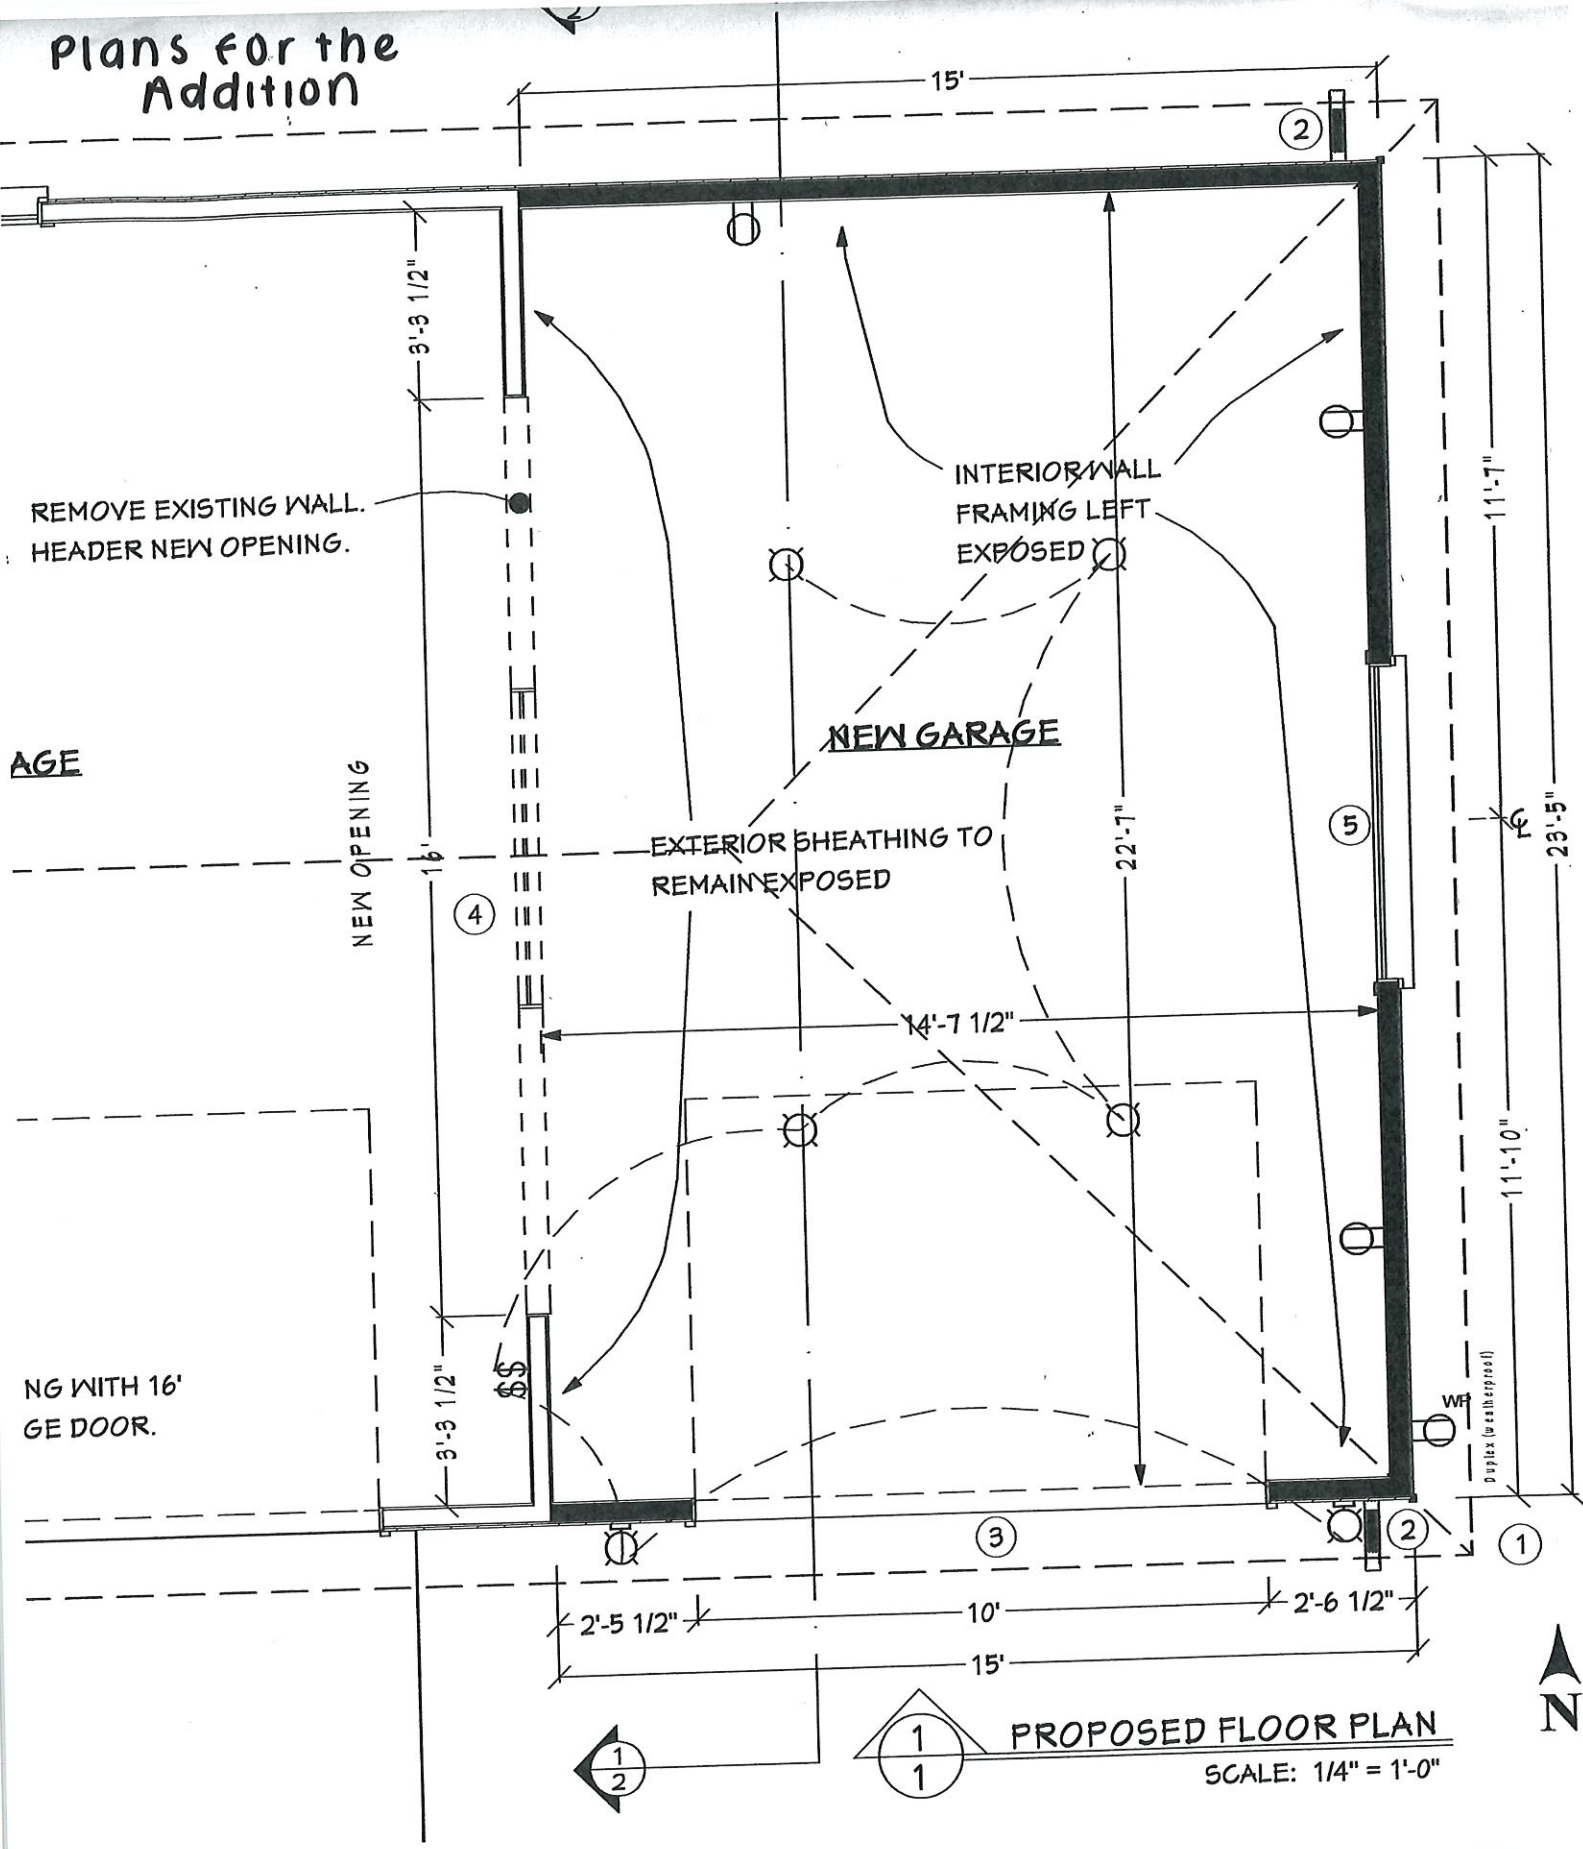 Plans for the
Addition
2
15'
2
3'-3 1/2"
11'-7"
REMOVE EXISTING WALL.
HEADER NEW OPENING.
INTERIOR WALL
FRAMING LEFT
EXPOSED
NEW GARAGE
AGE
NEW OPENING
16'
4
EXTERIOR SHEATHING TO
REMAIN EXPOSED
22'-7"
5
CL
23'-5"
14'-7 1/2"
11'-10"
NG WITH 16'
GE DOOR.
3'-3 1/2"
$$
WP
Duplex (weatherproof)
3
2
1
2'-5 1/2"
10'
2'-6 1/2"
15'
1
2
1
1
PROPOSED FLOOR PLAN
SCALE: 1/4" = 1'-0"
N